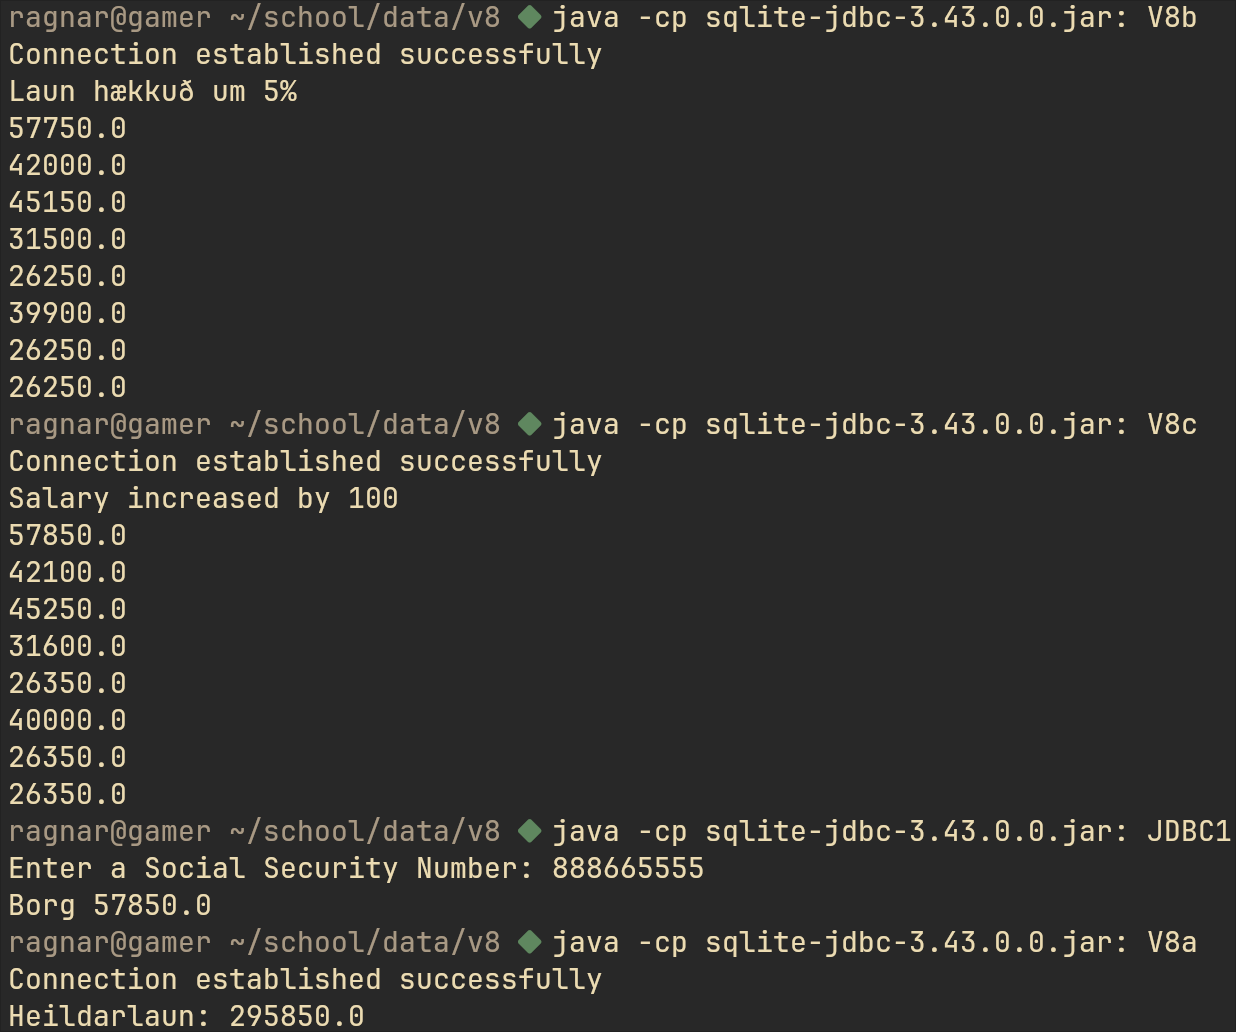 ragnar@gamer ~/school/data/v8 ◆ java -cp sqlite-jdbc-3.43.0.0.jar: V8b
Connection established successfully
Laun hækkuð um 5%
57750.0
42000.0
45150.0
31500.0
26250.0
39900.0
26250.0
26250.0
ragnar@gamer ~/school/data/v8 ◆ java -cp sqlite-jdbc-3.43.0.0.jar: V8c
Connection established successfully
Salary increased by 100
57850.0
42100.0
45250.0
31600.0
26350.0
40000.0
26350.0
26350.0
ragnar@gamer ~/school/data/v8 ◆ java -cp sqlite-jdbc-3.43.0.0.jar: JDBC1
Enter a Social Security Number: 888665555
Borg 57850.0
ragnar@gamer ~/school/data/v8 ◆ java -cp sqlite-jdbc-3.43.0.0.jar: V8a
Connection established successfully
Heildarlaun: 295850.0